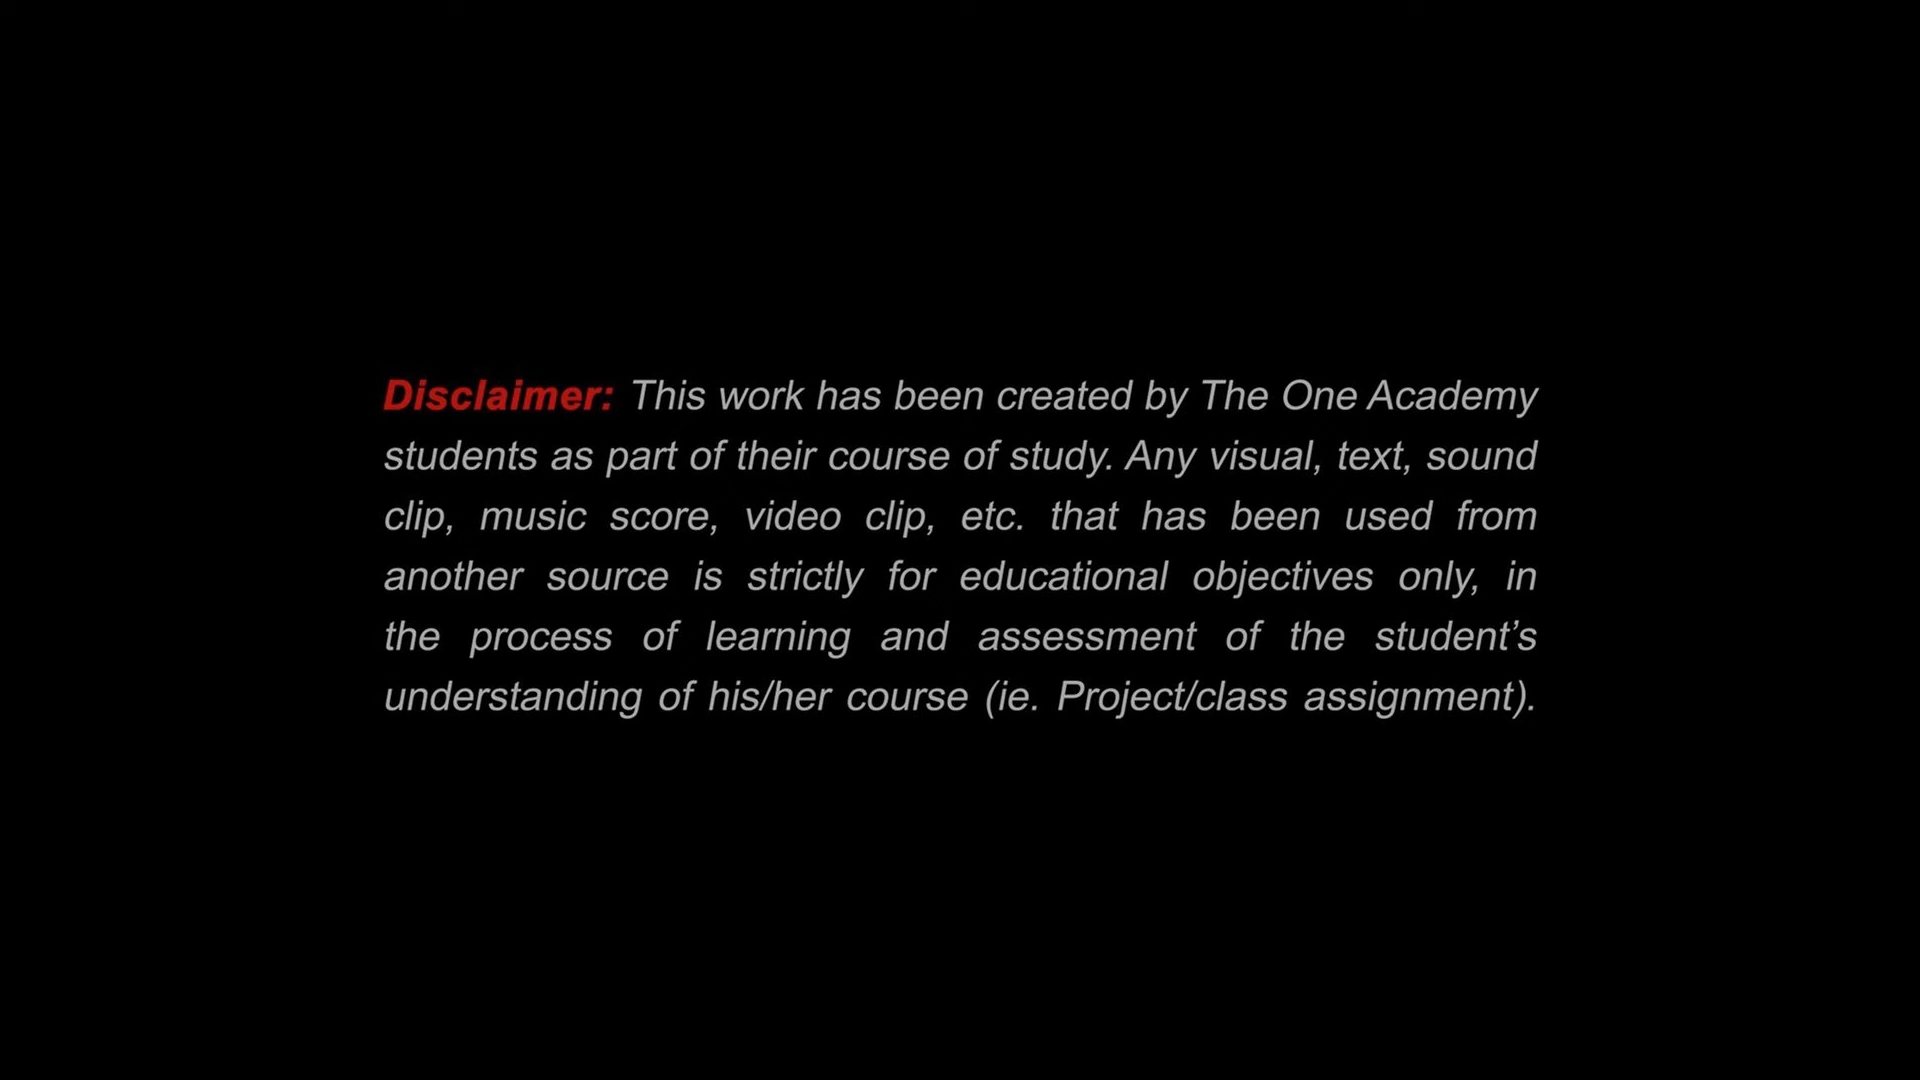 Disclaimer: This work has been created by The One Academy
students as part of their course of study. Any visual, text, sound
clip, music score, video clip, etc. that has been used from
another source is strictly for educational objectives only, in
the process of learning and assessment of the student’s
understanding of his/her course (ie. Project/class assignment).